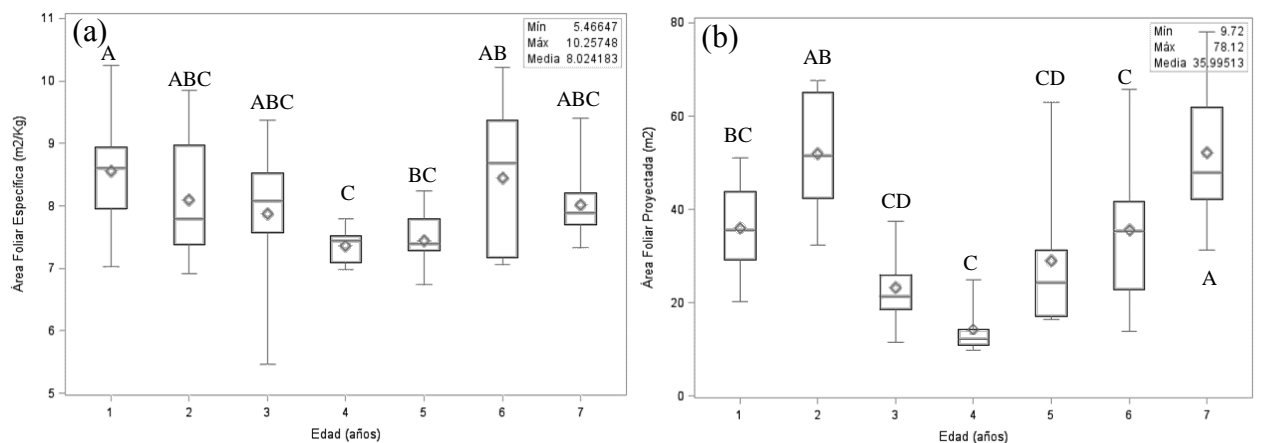 (a)
Mín 5.46647
Máx 10.25748
Media 8.024183
A
ABC
ABC
C
BC
AB
ABC
11
10
9
8
7
6
5
Área Foliar Específica (m2/Kg)
1 2 3 4 5 6 7
Edad (años)
(b)
Mín 9.72
Máx 78.12
Media 35.99513
BC
AB
CD
C
CD
C
A
80
60
40
20
0
Área Foliar Proyectada (m2)
1 2 3 4 5 6 7
Edad (años)